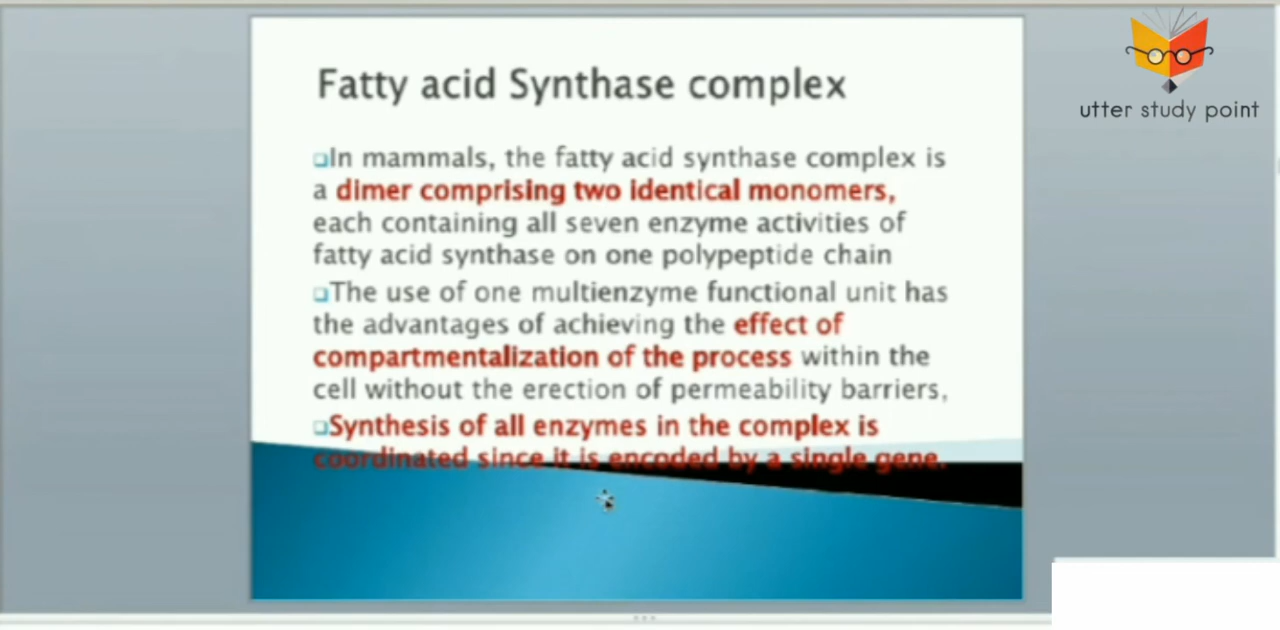 utter study point
Fatty acid Synthase complex
❑In mammals, the fatty acid synthase complex is
a dimer comprising two identical monomers,
each containing all seven enzyme activities of
fatty acid synthase on one polypeptide chain
❑The use of one multienzyme functional unit has
the advantages of achieving the effect of
compartmentalization of the process within the
cell without the erection of permeability barriers,
❑Synthesis of all enzymes in the complex is
coordinated since it is encoded by a single gene.